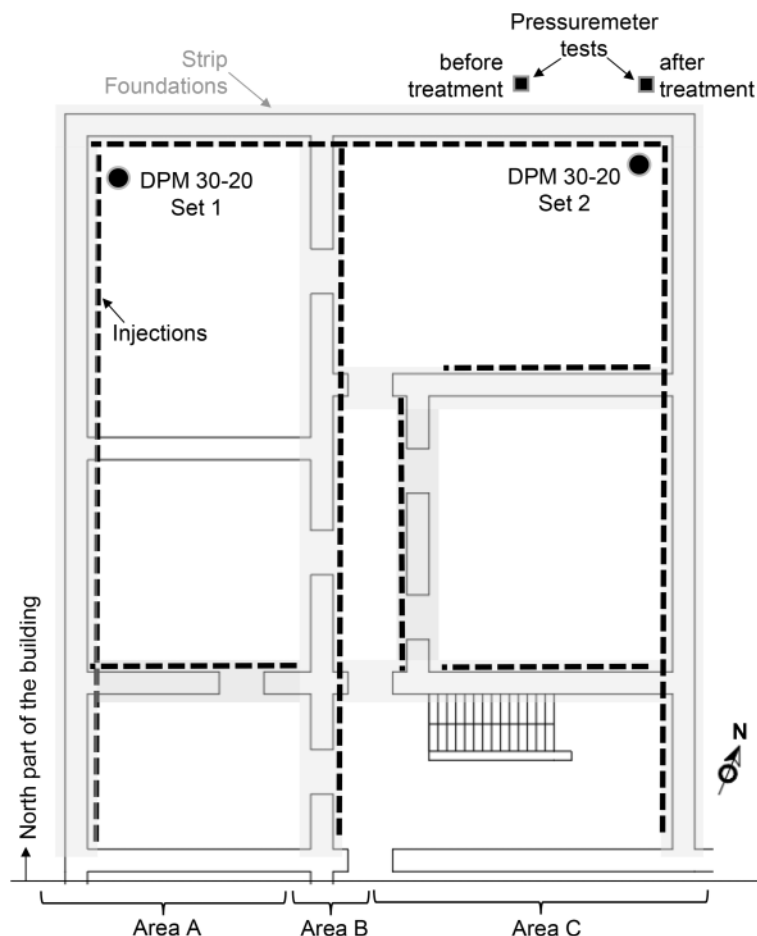 Pressuremeter
tests
before
treatment
after
treatment
Strip
Foundations
DPM 30-20
Set 1
DPM 30-20
Set 2
Injections
North part of the building
N
Area A
Area B
Area C